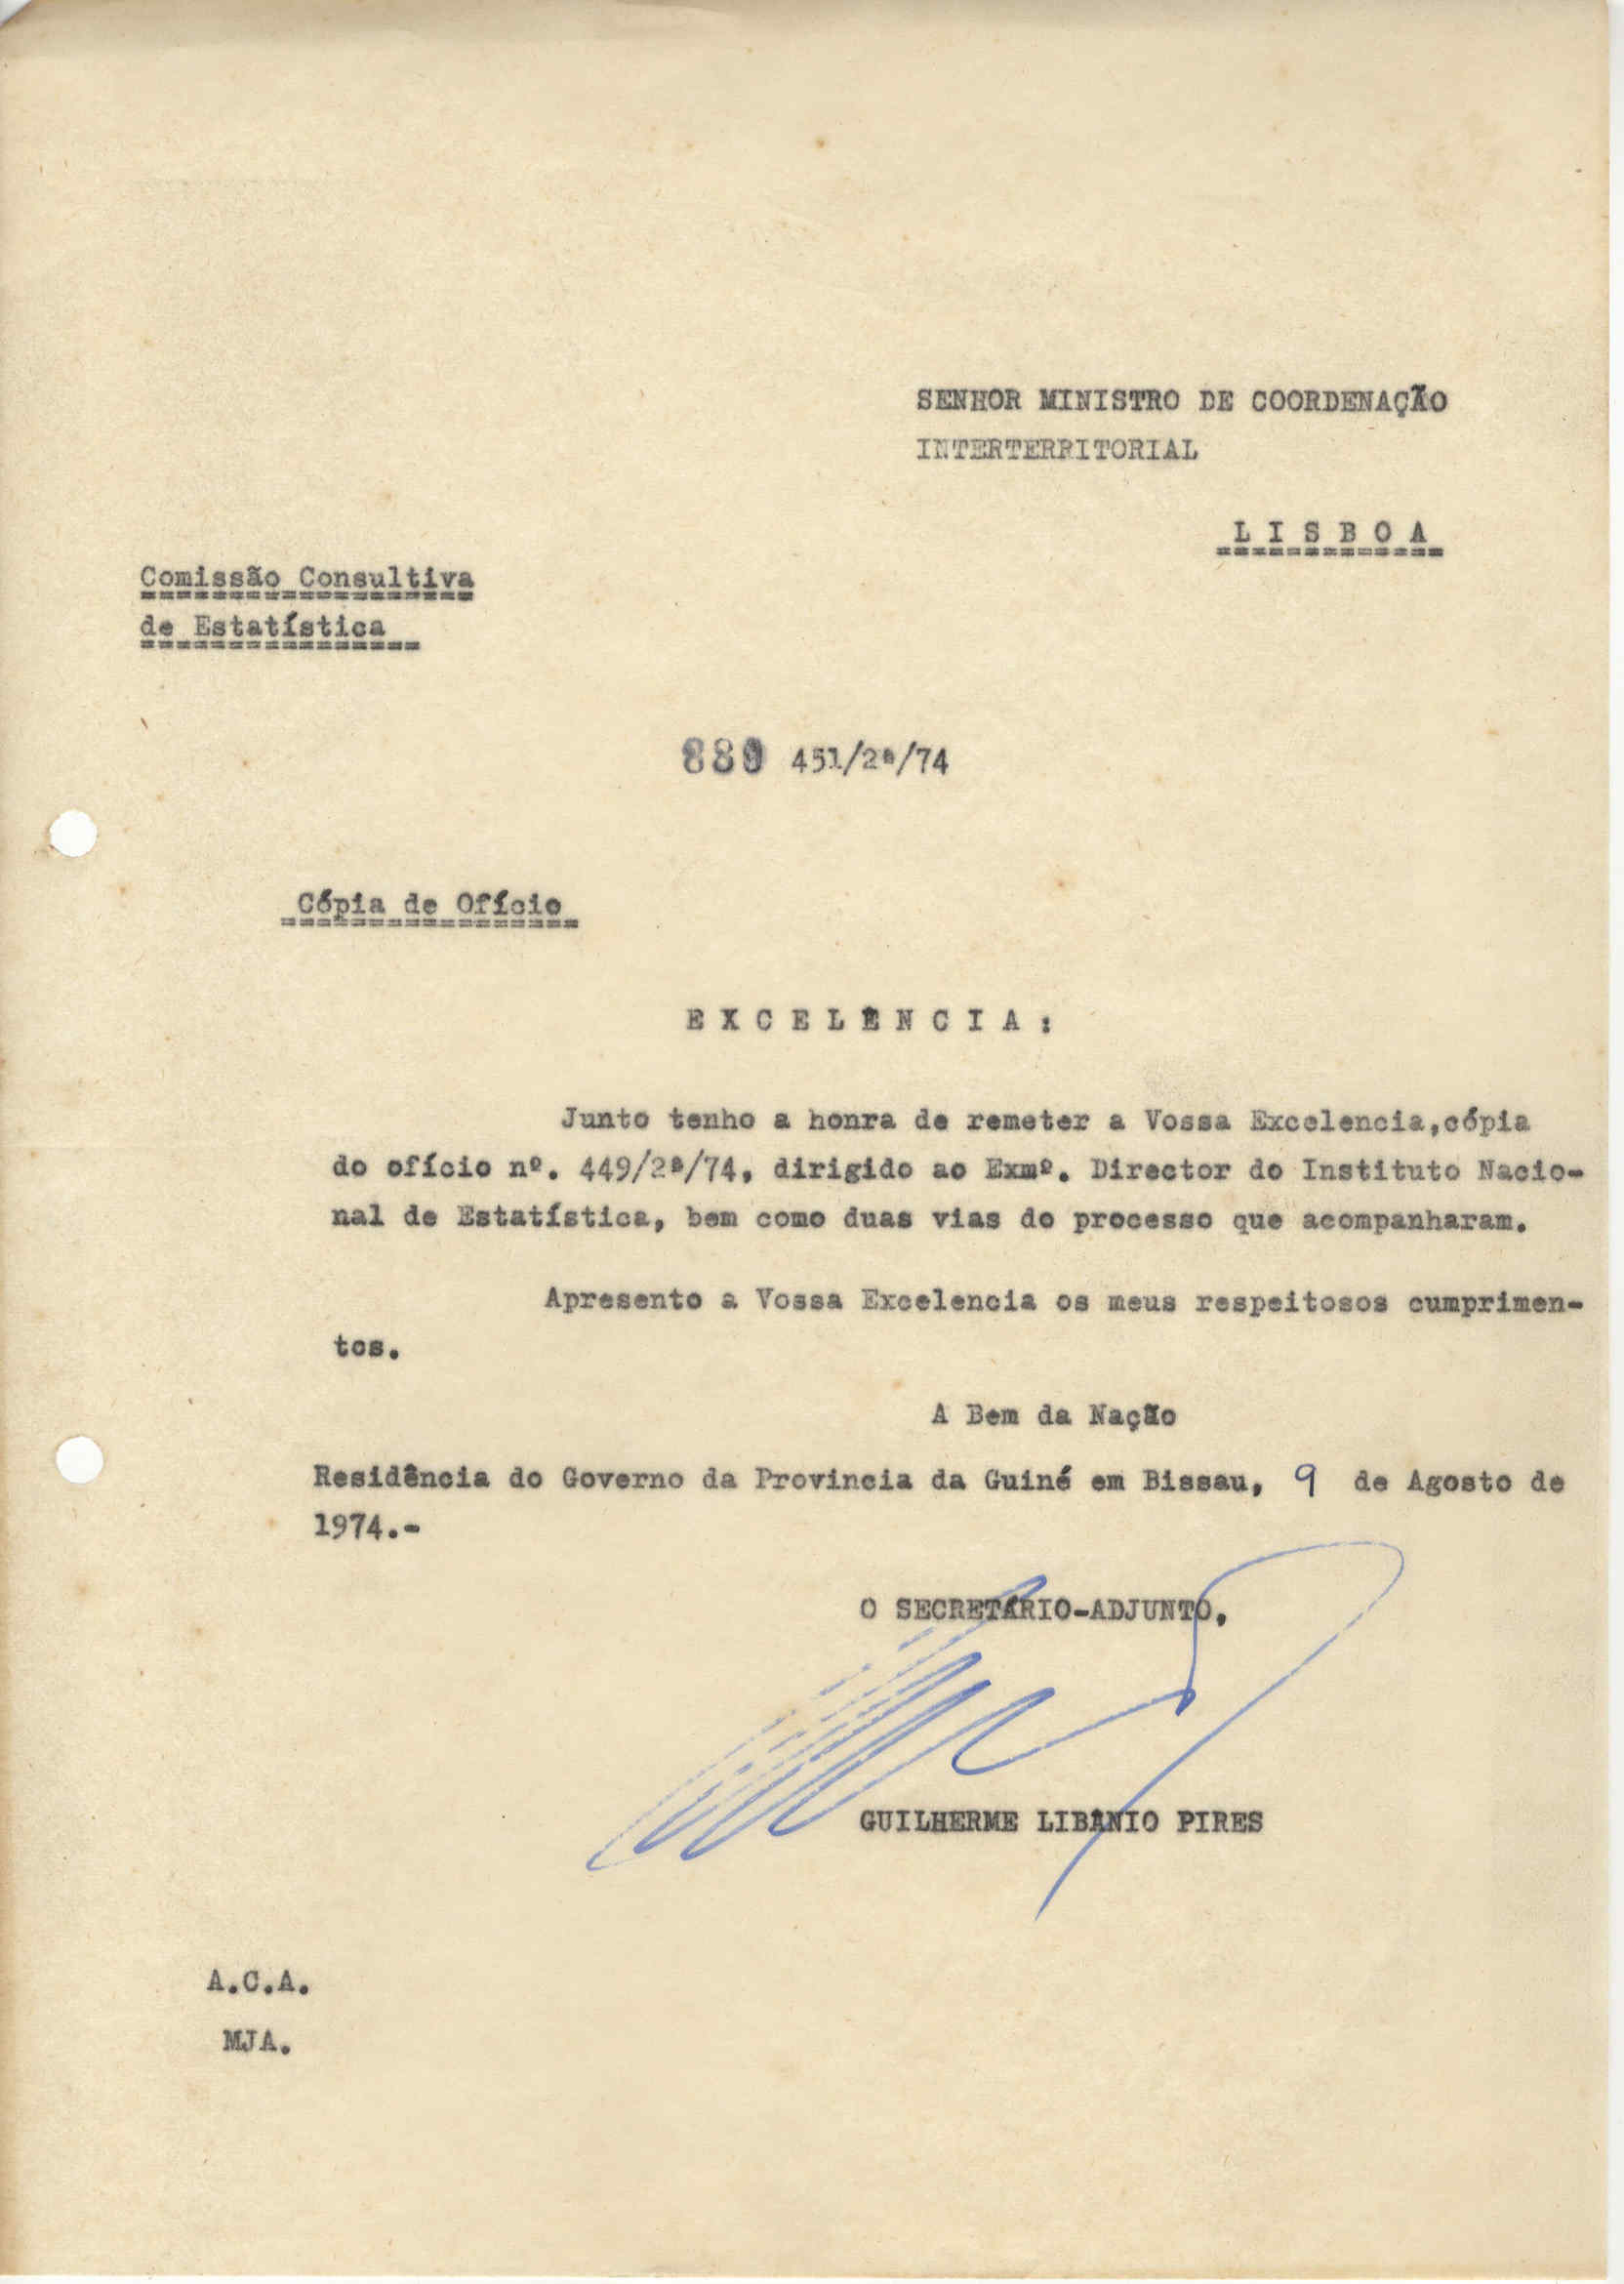 SENHOR MINISTRO DE COORDENAÇÃO
INTERTERRITORIAL
L I S B O A
Comissão Consultiva
de Estatística
889 451/2ª/74
Cópia de Ofício
E X C E L Ê N C I A :
Junto tenho a honra de remeter a Vossa Excelencia,cópia
do ofício nº. 449/2ª/74, dirigido ao Exmº. Director do Instituto Nacio-
nal de Estatística, bem como duas vias do processo que acompanharam.
Apresento a Vossa Excelencia os meus respeitosos cumprimen-
tos.
A Bem da Nação
Residência do Governo da Provincia da Guiné em Bissau, 9 de Agosto de
1974.-
O SECRETÁRIO-ADJUNTO,
GUILHERME LIBÂNIO PIRES
A.C.A.
MJA.